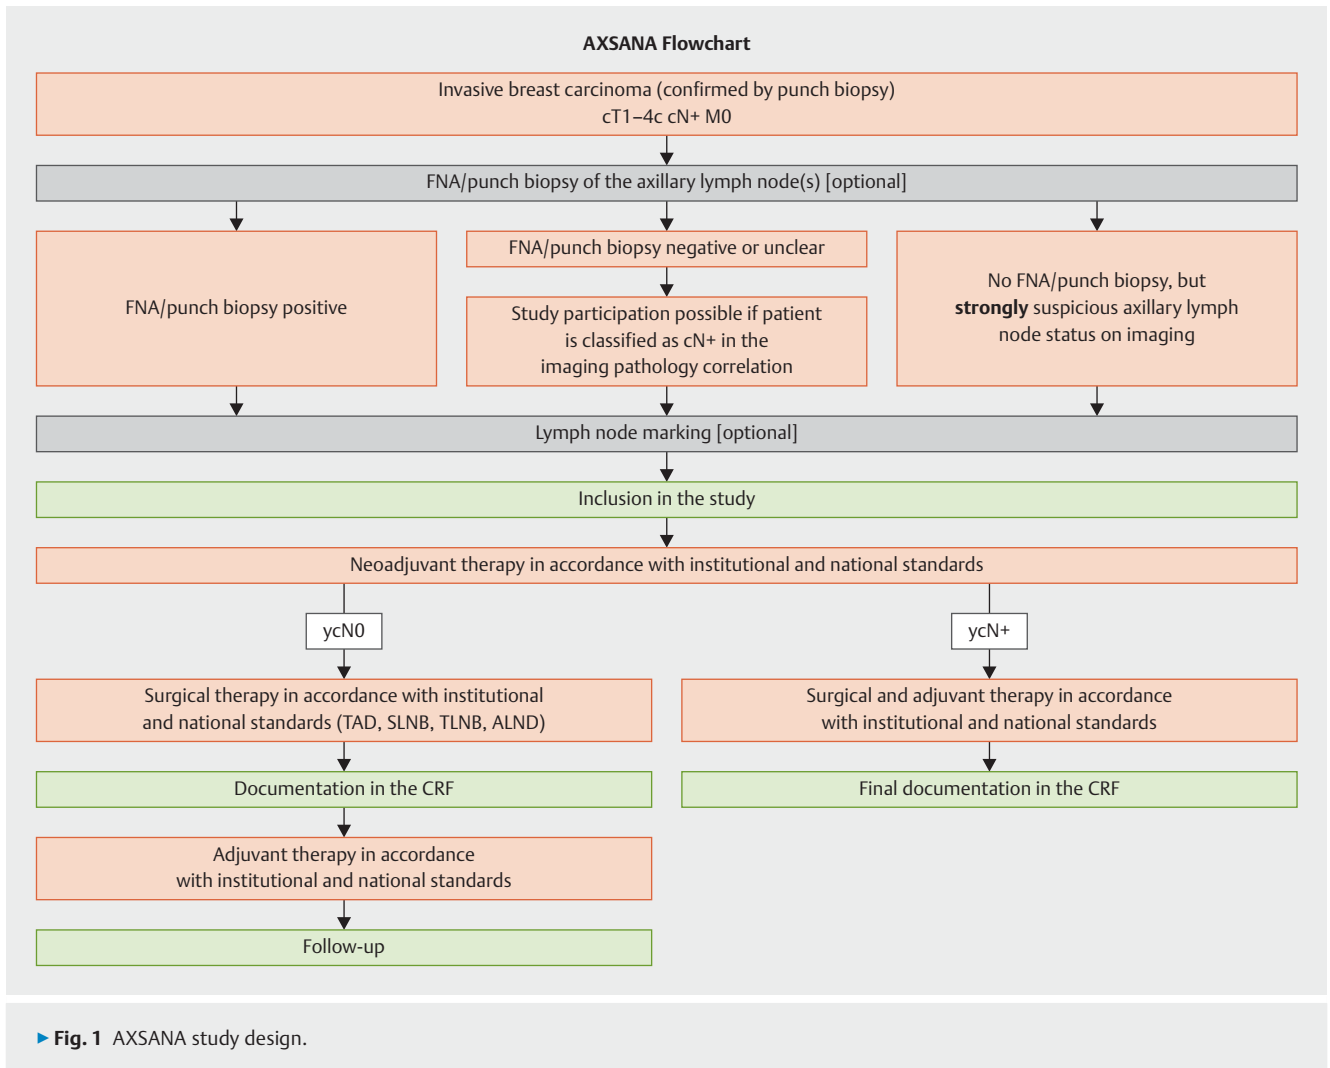 AXSANA Flowchart
Invasive breast carcinoma (confirmed by punch biopsy)
cT1–4c cN+ M0
FNA/punch biopsy of the axillary lymph node(s) [optional]
FNA/punch biopsy positive
FNA/punch biopsy negative or unclear
Study participation possible if patient
is classified as cN+ in the
imaging pathology correlation
No FNA/punch biopsy, but
strongly suspicious axillary lymph
node status on imaging
Lymph node marking [optional]
Inclusion in the study
Neoadjuvant therapy in accordance with institutional and national standards
ycN0
Surgical therapy in accordance with institutional
and national standards (TAD, SLNB, TLNB, ALND)
Documentation in the CRF
Adjuvant therapy in accordance
with institutional and national standards
Follow-up
ycN+
Surgical and adjuvant therapy in accordance
with institutional and national standards
Final documentation in the CRF
▶ Fig. 1 AXSANA study design.